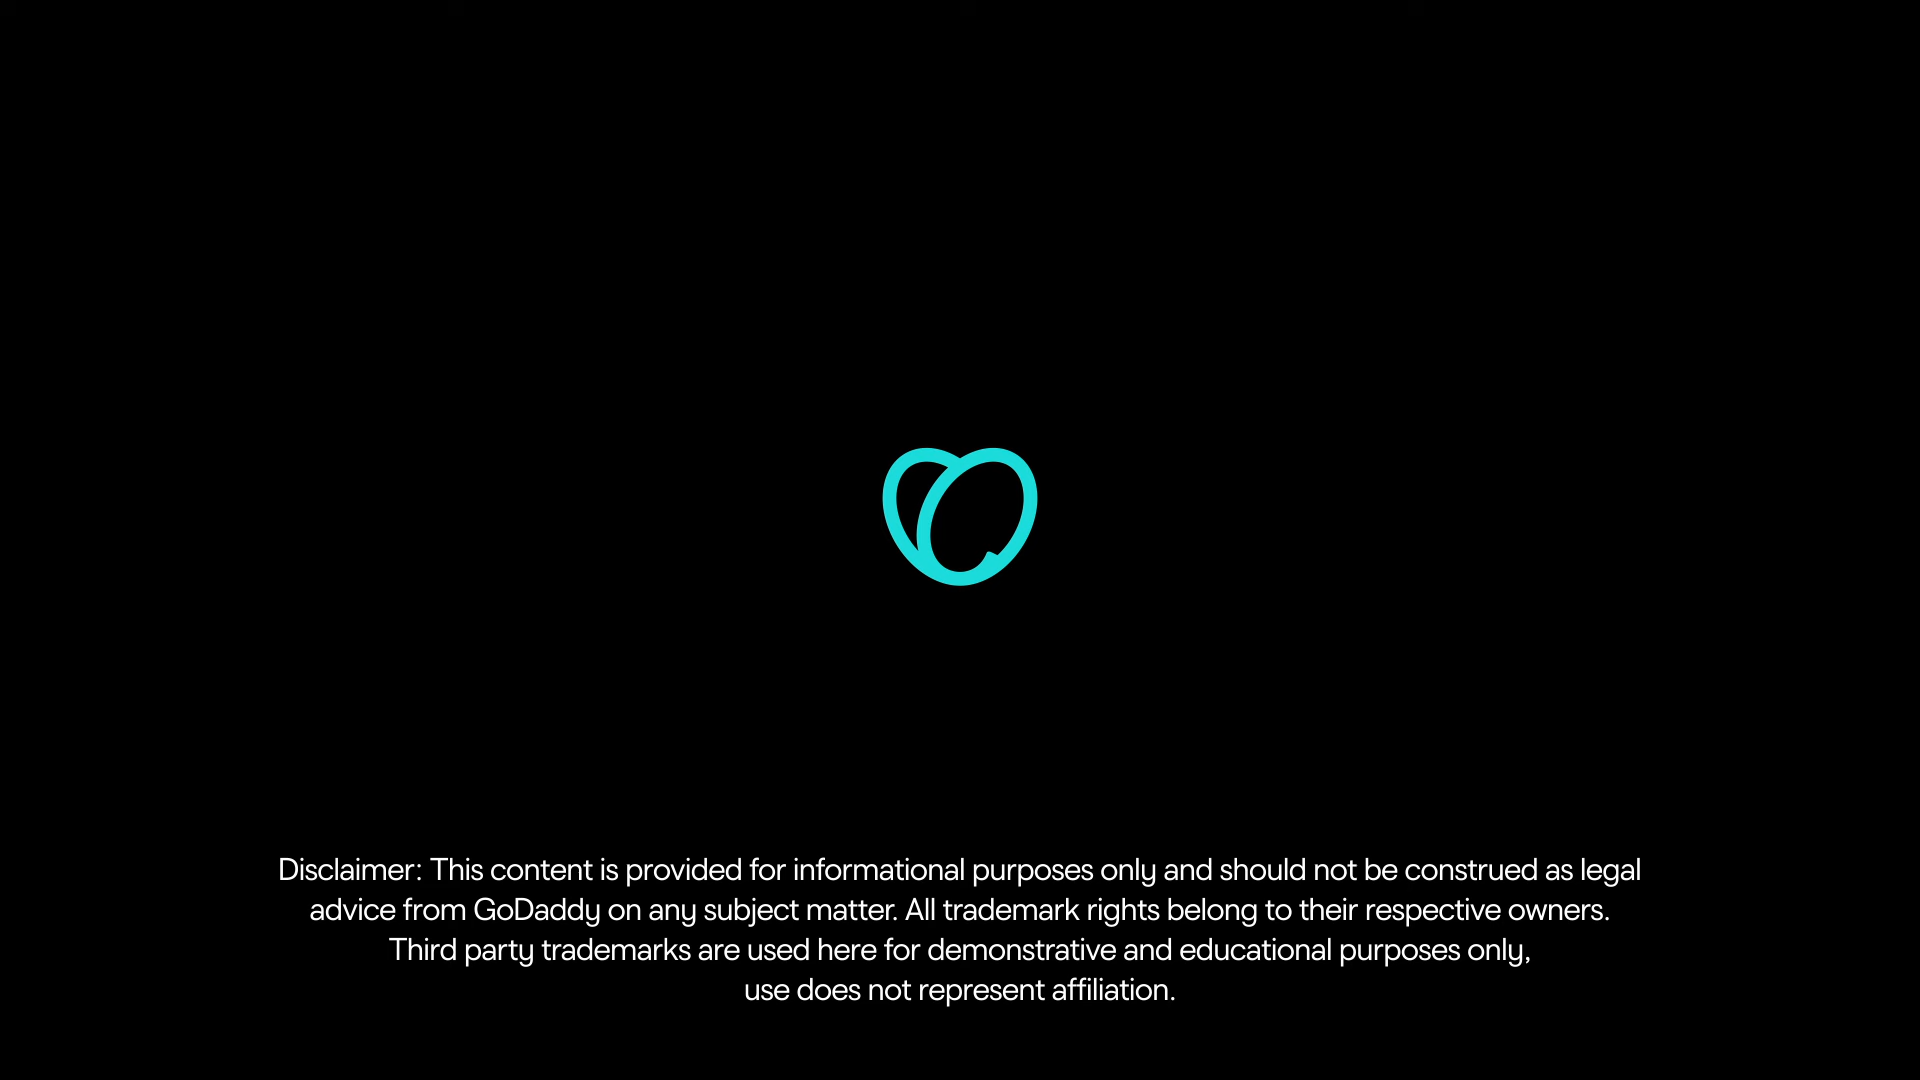 Disclaimer: This content is provided for informational purposes only and should not be construed as legal
advice from GoDaddy on any subject matter. All trademark rights belong to their respective owners.
Third party trademarks are used here for demonstrative and educational purposes only,
use does not represent affiliation.